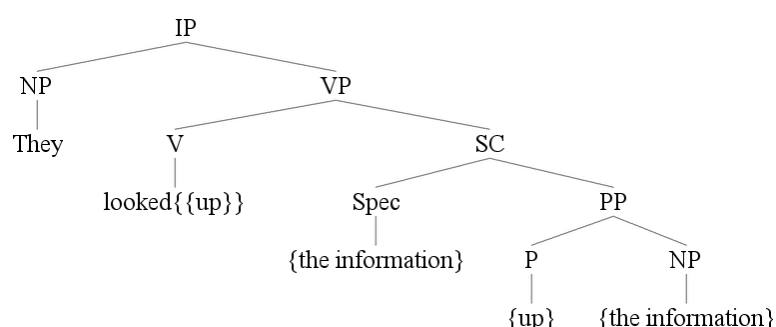 IP
NP VP
They V SC
looked{{up}} Spec PP
{the information} P NP
{up} {the information}